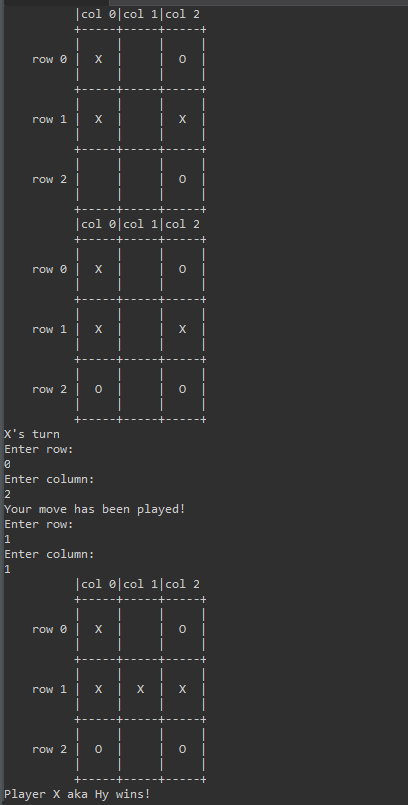 |col 0|col 1|col 2
          +-----+-----+-----+
          |     |     |     |
    row 0 |  X  |     |  O  |
          |     |     |     |
          +-----+-----+-----+
          |     |     |     |
    row 1 |  X  |     |  X  |
          |     |     |     |
          +-----+-----+-----+
          |     |     |     |
    row 2 |     |     |  O  |
          |     |     |     |
          +-----+-----+-----+
          |col 0|col 1|col 2
          +-----+-----+-----+
          |     |     |     |
    row 0 |  X  |     |  O  |
          |     |     |     |
          +-----+-----+-----+
          |     |     |     |
    row 1 |  X  |     |  X  |
          |     |     |     |
          +-----+-----+-----+
          |     |     |     |
    row 2 |  O  |     |  O  |
          |     |     |     |
          +-----+-----+-----+
X's turn
Enter row:
0
Enter column:
2
Your move has been played!
Enter row:
1
Enter column:
1
          |col 0|col 1|col 2
          +-----+-----+-----+
          |     |     |     |
    row 0 |  X  |     |  O  |
          |     |     |     |
          +-----+-----+-----+
          |     |     |     |
    row 1 |  X  |  X  |  X  |
          |     |     |     |
          +-----+-----+-----+
          |     |     |     |
    row 2 |  O  |     |  O  |
          |     |     |     |
          +-----+-----+-----+
Player X aka Hy wins!